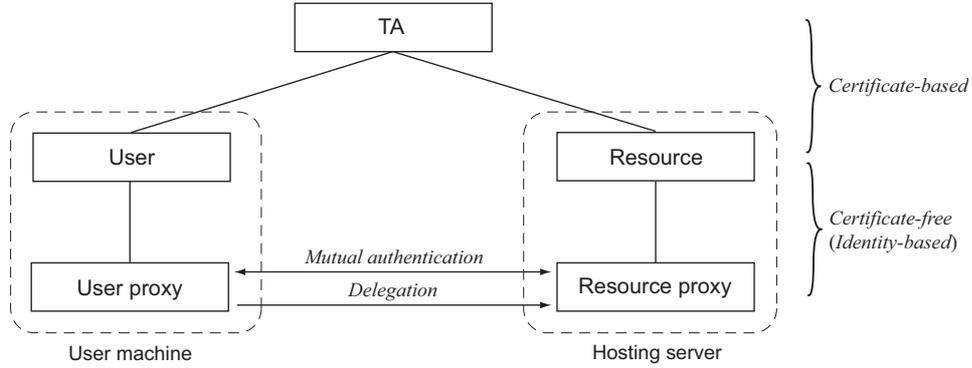 TA
Certificate-based
User
Resource
Certificate-free
(Identity-based)
Mutual authentication
User proxy
Delegation
Resource proxy
User machine
Hosting server